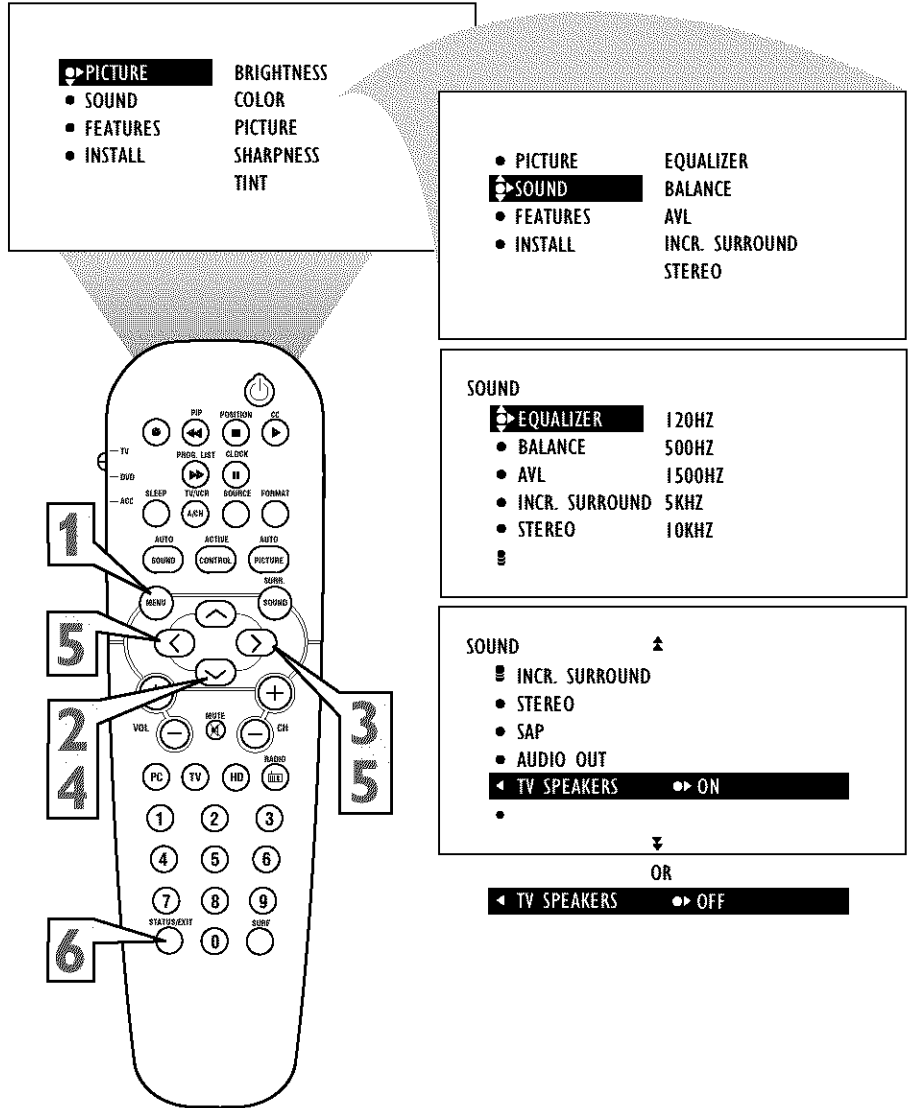 PICTURE BRIGHTNESS
SOUND COLOR
FEATURES PICTURE
INSTALL SHARPNESS
TINT
PICTURE EQUALIZER
SOUND BALANCE
FEATURES AVL
INSTALL INCR. SURROUND
STEREO
SOUND
EQUALIZER 120HZ
BALANCE 500HZ
AVL 1500HZ
INCR. SURROUND 5KHZ
STEREO 10KHZ
SOUND
INCR. SURROUND
STEREO
SAP
AUDIO OUT
TV SPEAKERS ON
OR
TV SPEAKERS OFF
PIP POSITION CC
TV
PROG. LIST CLOCK
DVD
ACC
SLEEP TV/VCR SOURCE FORMAT
A/CH
AUTO ACTIVE AUTO
SOUND CONTROL PICTURE
SURR.
MENU SOUND
1
5
2
4
3
5
6
+ +
VOL − MUTE − CH
RADIO
PC TV HD
1 2 3
4 5 6
7 8 9
STATUS/EXIT SURF
0